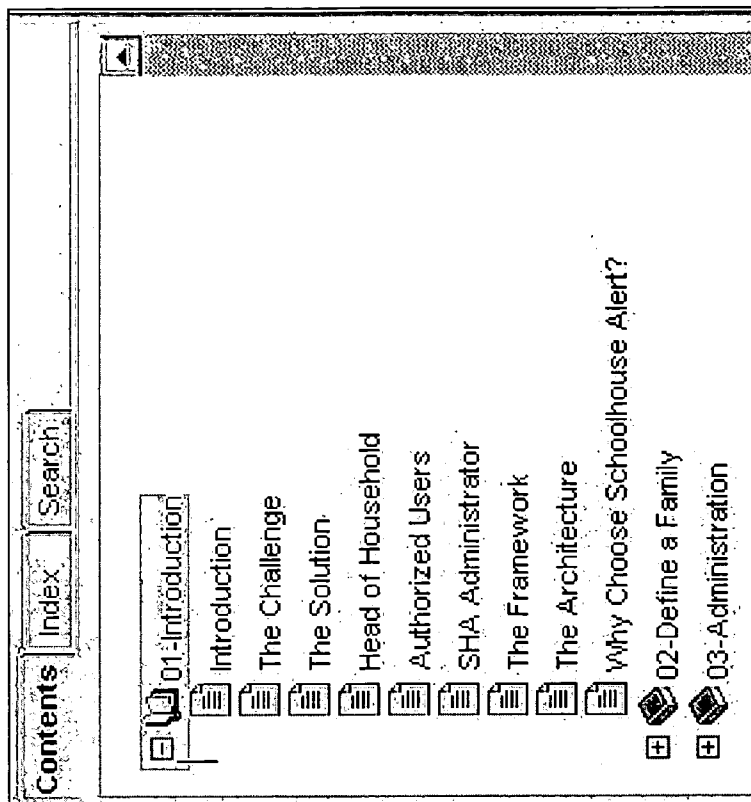 Contents Index Search
01-Introduction
Introduction
The Challenge
The Solution
Head of Household
Authorized Users
SHA Administrator
The Framework
The Architecture
Why Choose Schoolhouse Alert?
02-Define a Family
03-Administration